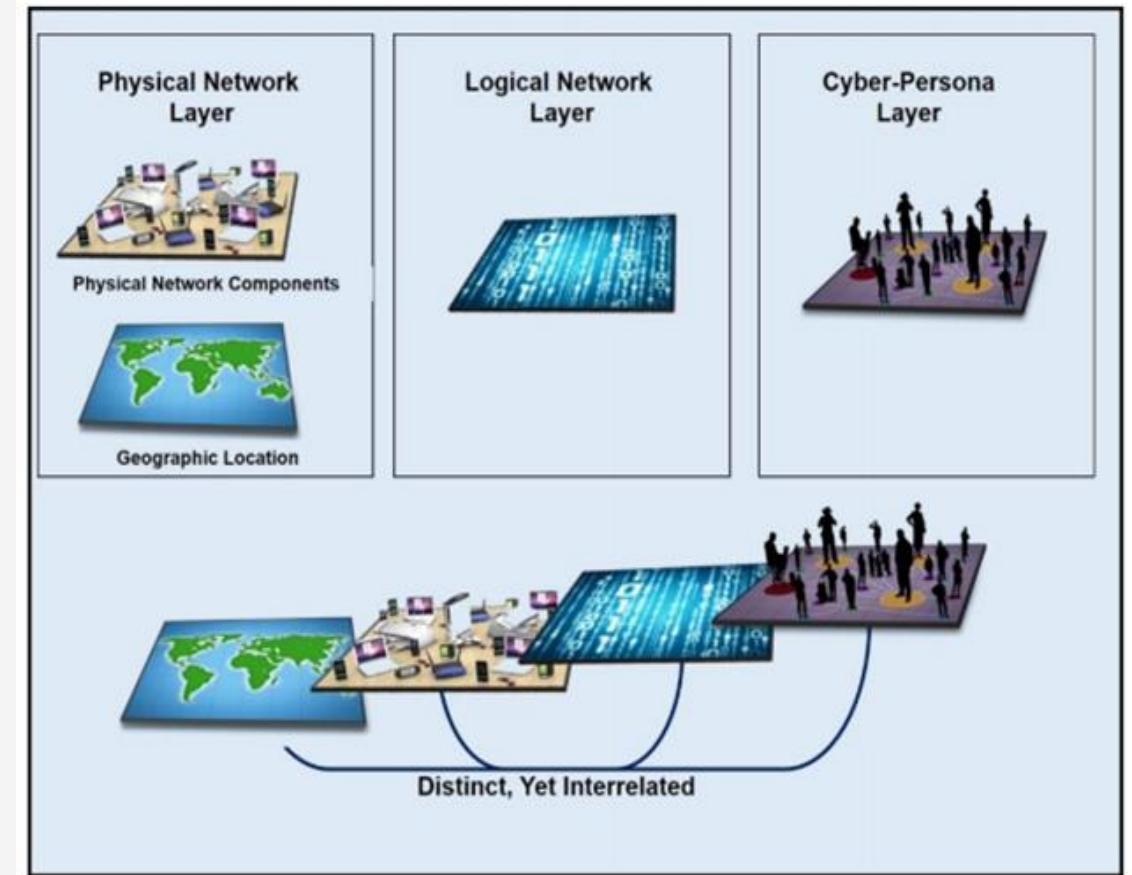 Physical Network
Layer
Physical Network Components
Geographic Location
Logical Network
Layer
Cyber-Persona
Layer
Distinct, Yet Interrelated